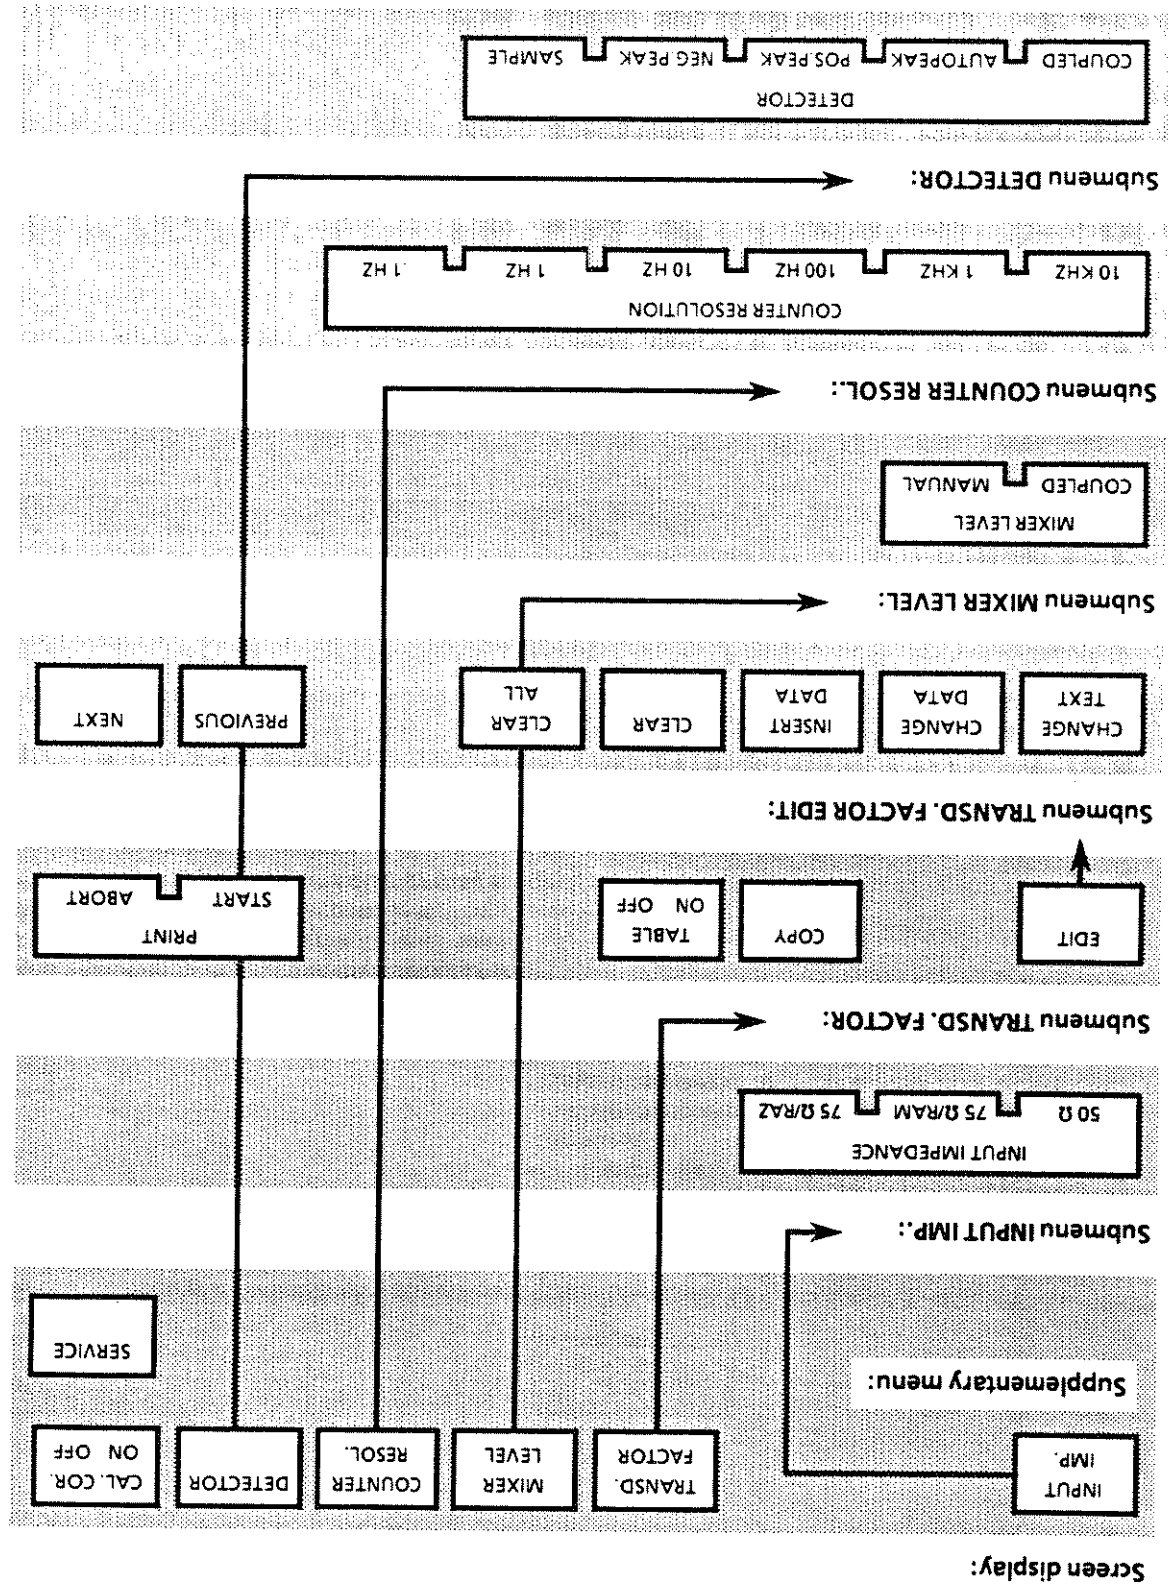 Screen display:
INPUT
IMP.
TRANSD.
FACTOR
MIXER
LEVEL
COUNTER
RESOL.
DETECTOR
CAL. COR.
ON OFF
Supplementary menu:
SERVICE
Submenu INPUT IMP.:
INPUT IMPEDANCE
50 Ω 75 Ω/RAM 75 Ω/RAZ
Submenu TRANSD. FACTOR:
EDIT
COPY
TABLE
ON OFF
PRINT
START ABORT
Submenu TRANSD. FACTOR EDIT:
CHANGE
TEXT
CHANGE
DATA
INSERT
DATA
CLEAR
CLEAR
ALL
PREVIOUS
NEXT
Submenu MIXER LEVEL:
MIXER LEVEL
COUPLED MANUAL
Submenu COUNTER RESOL.:
COUNTER RESOLUTION
10 KHZ 1 KHZ 100 HZ 10 HZ 1 HZ .1 HZ
Submenu DETECTOR:
DETECTOR
COUPLED AUTOPEAK POS.PEAK NEG PEAK SAMPLE